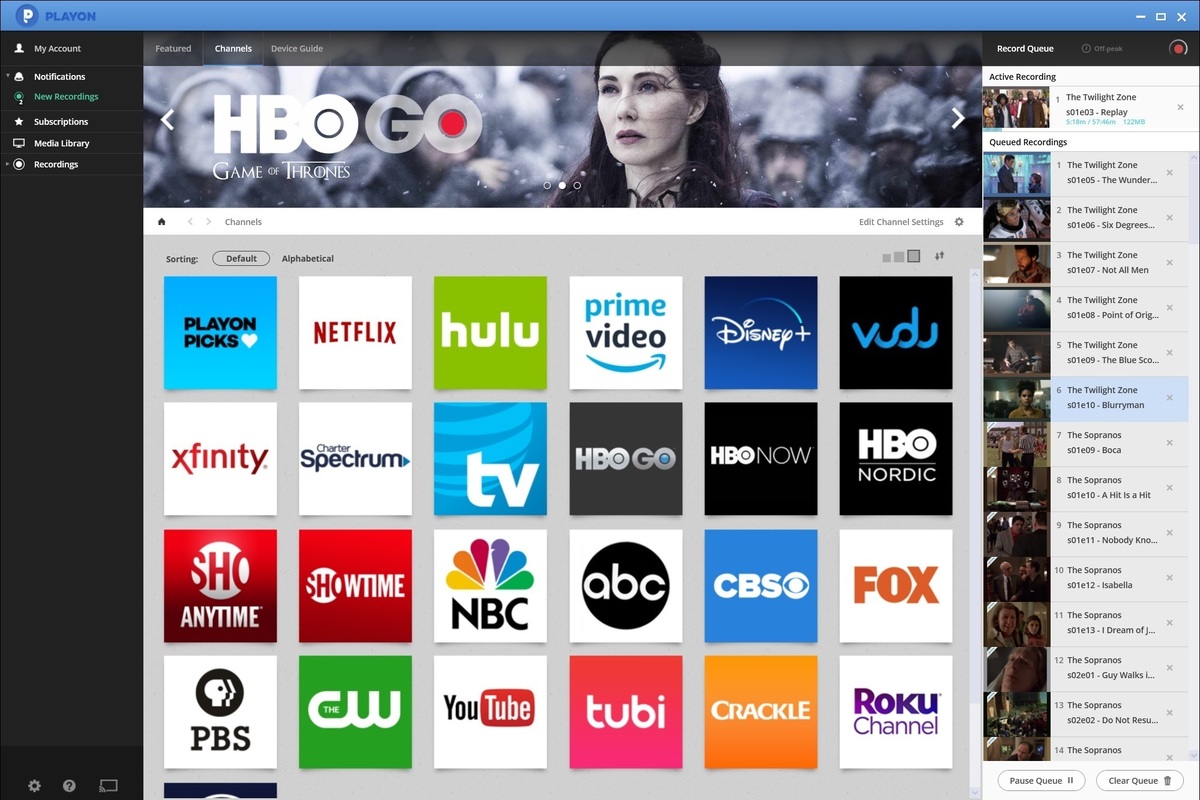 PLAYON
My Account
Notifications
2
New Recordings
Subscriptions
Media Library
Recordings
Featured
Channels
Device Guide
HBO GO
GAME OF THRONES
Channels
Edit Channel Settings
Sorting:
Default
Alphabetical
PLAYON
PICKS
NETFLIX
hulu
prime
video
Disney+
vudu
xfinity
Charter
Spectrum
tv
HBO GO
HBO NOW
HBO
NORDIC
SHO
ANYTIME
SHOWTIME
NBC
abc
CBS
FOX
PBS
THE CW
YouTube
tubi
CRACKLE
Roku
Channel
Record Queue
Off-peak
Active Recording
1
The Twilight Zone
s01e03 - Replay
5:18m / 57:46m 122MB
Queued Recordings
1 The Twilight Zone
s01e05 - The Wunder...
2 The Twilight Zone
s01e06 - Six Degrees...
3 The Twilight Zone
s01e07 - Not All Men
4 The Twilight Zone
s01e08 - Point of Orig...
5 The Twilight Zone
s01e09 - The Blue Sco...
6 The Twilight Zone
s01e10 - Blurryman
7 The Sopranos
s01e09 - Boca
8 The Sopranos
s01e10 - A Hit Is a Hit
9 The Sopranos
s01e11 - Nobody Kno...
10 The Sopranos
s01e12 - Isabella
11 The Sopranos
s01e13 - I Dream of J...
12 The Sopranos
s02e01 - Guy Walks i...
13 The Sopranos
s02e02 - Do Not Resu...
14 The Sopranos
Pause Queue
Clear Queue